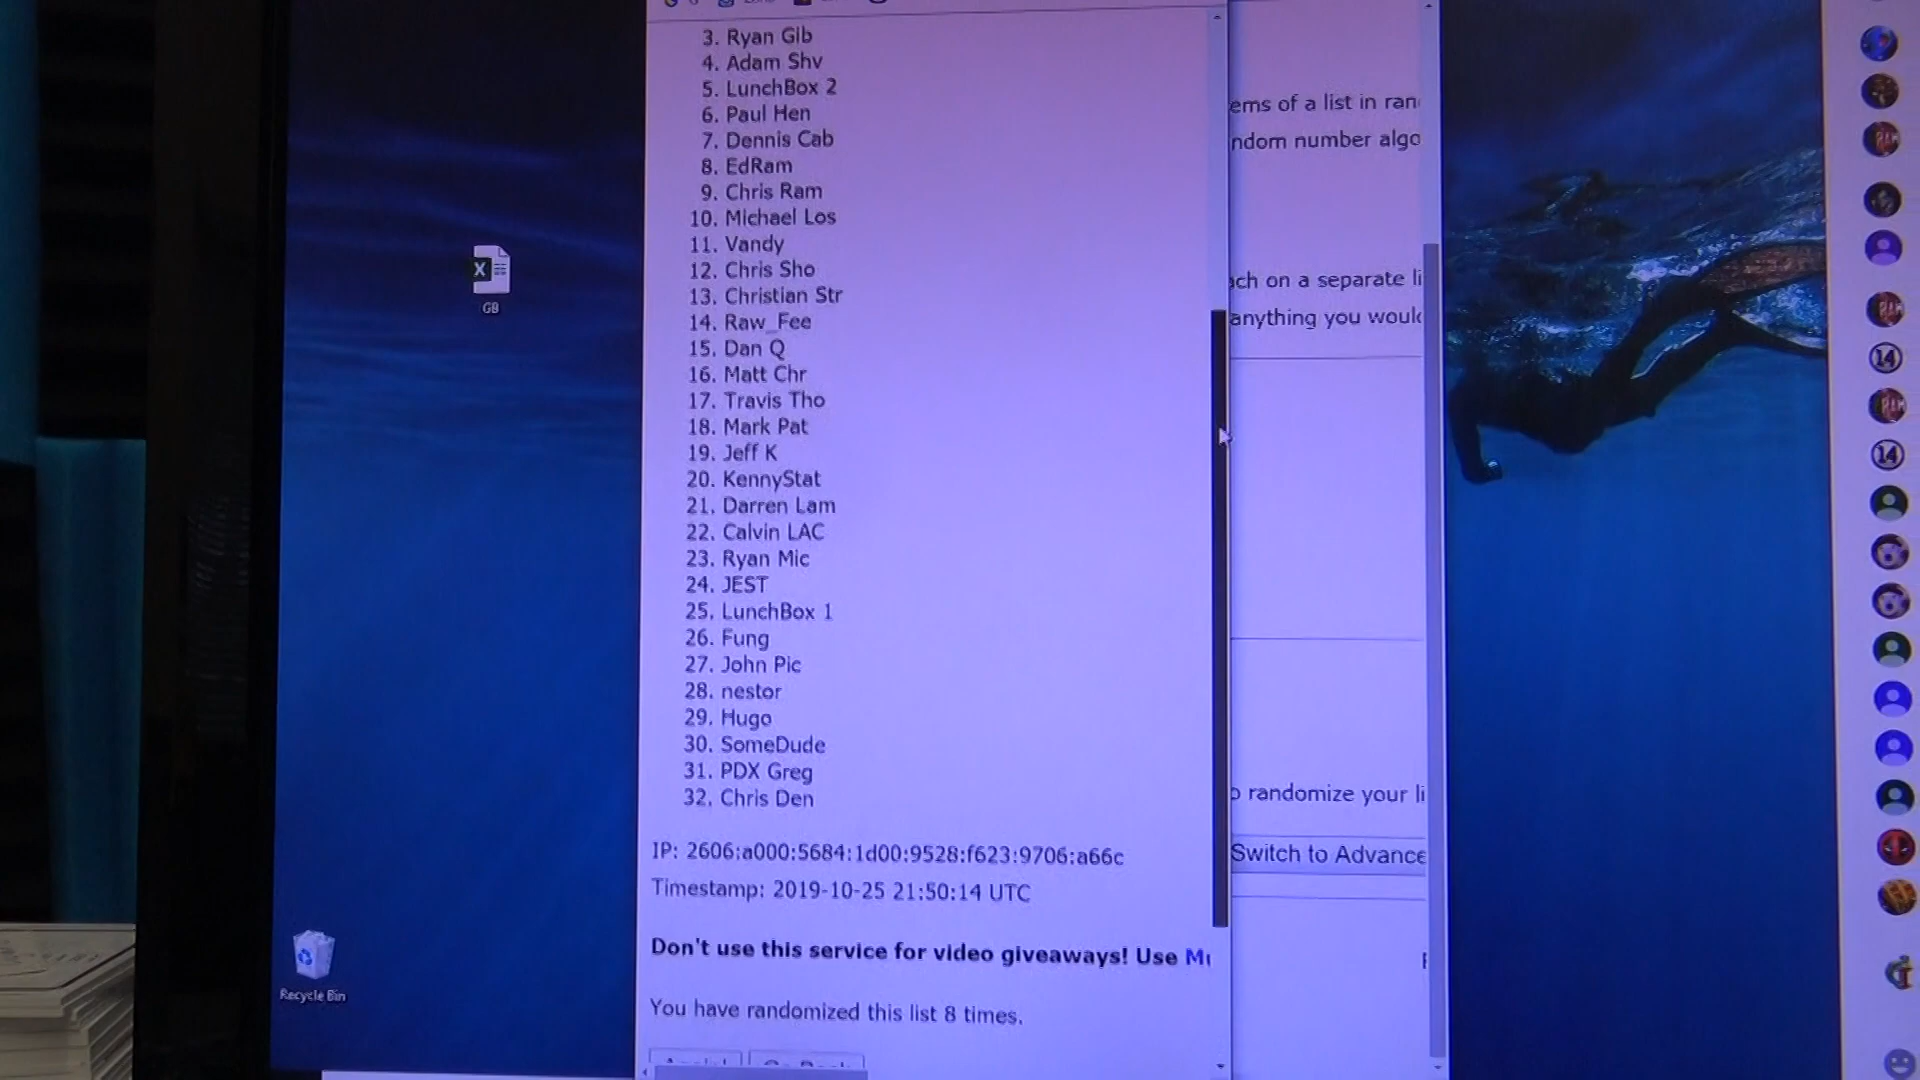 3. Ryan Gib
4. Adam Shv
5. LunchBox 2
6. Paul Hen
7. Dennis Cab
8. EdRam
9. Chris Ram
10. Michael Los
11. Vandy
12. Chris Sho
13. Christian Str
14. Raw_Fee
15. Dan Q
16. Matt Chr
17. Travis Tho
18. Mark Pat
19. Jeff K
20. KennyStat
21. Darren Lam
22. Calvin LAC
23. Ryan Mic
24. JEST
25. LunchBox 1
26. Fung
27. John Pic
28. nestor
29. Hugo
30. SomeDude
31. PDX Greg
32. Chris Den
IP: 2606:a000:5684:1d00:9528:f623:9706:a66c
Timestamp: 2019-10-25 21:50:14 UTC
Don't use this service for video giveaways! Use
You have randomized this list 8 times.
ems of a list in ran
ndom number algo
ach on a separate li
anything you would
o randomize your li
Switch to Advance
GB
Recycle Bin
14
14